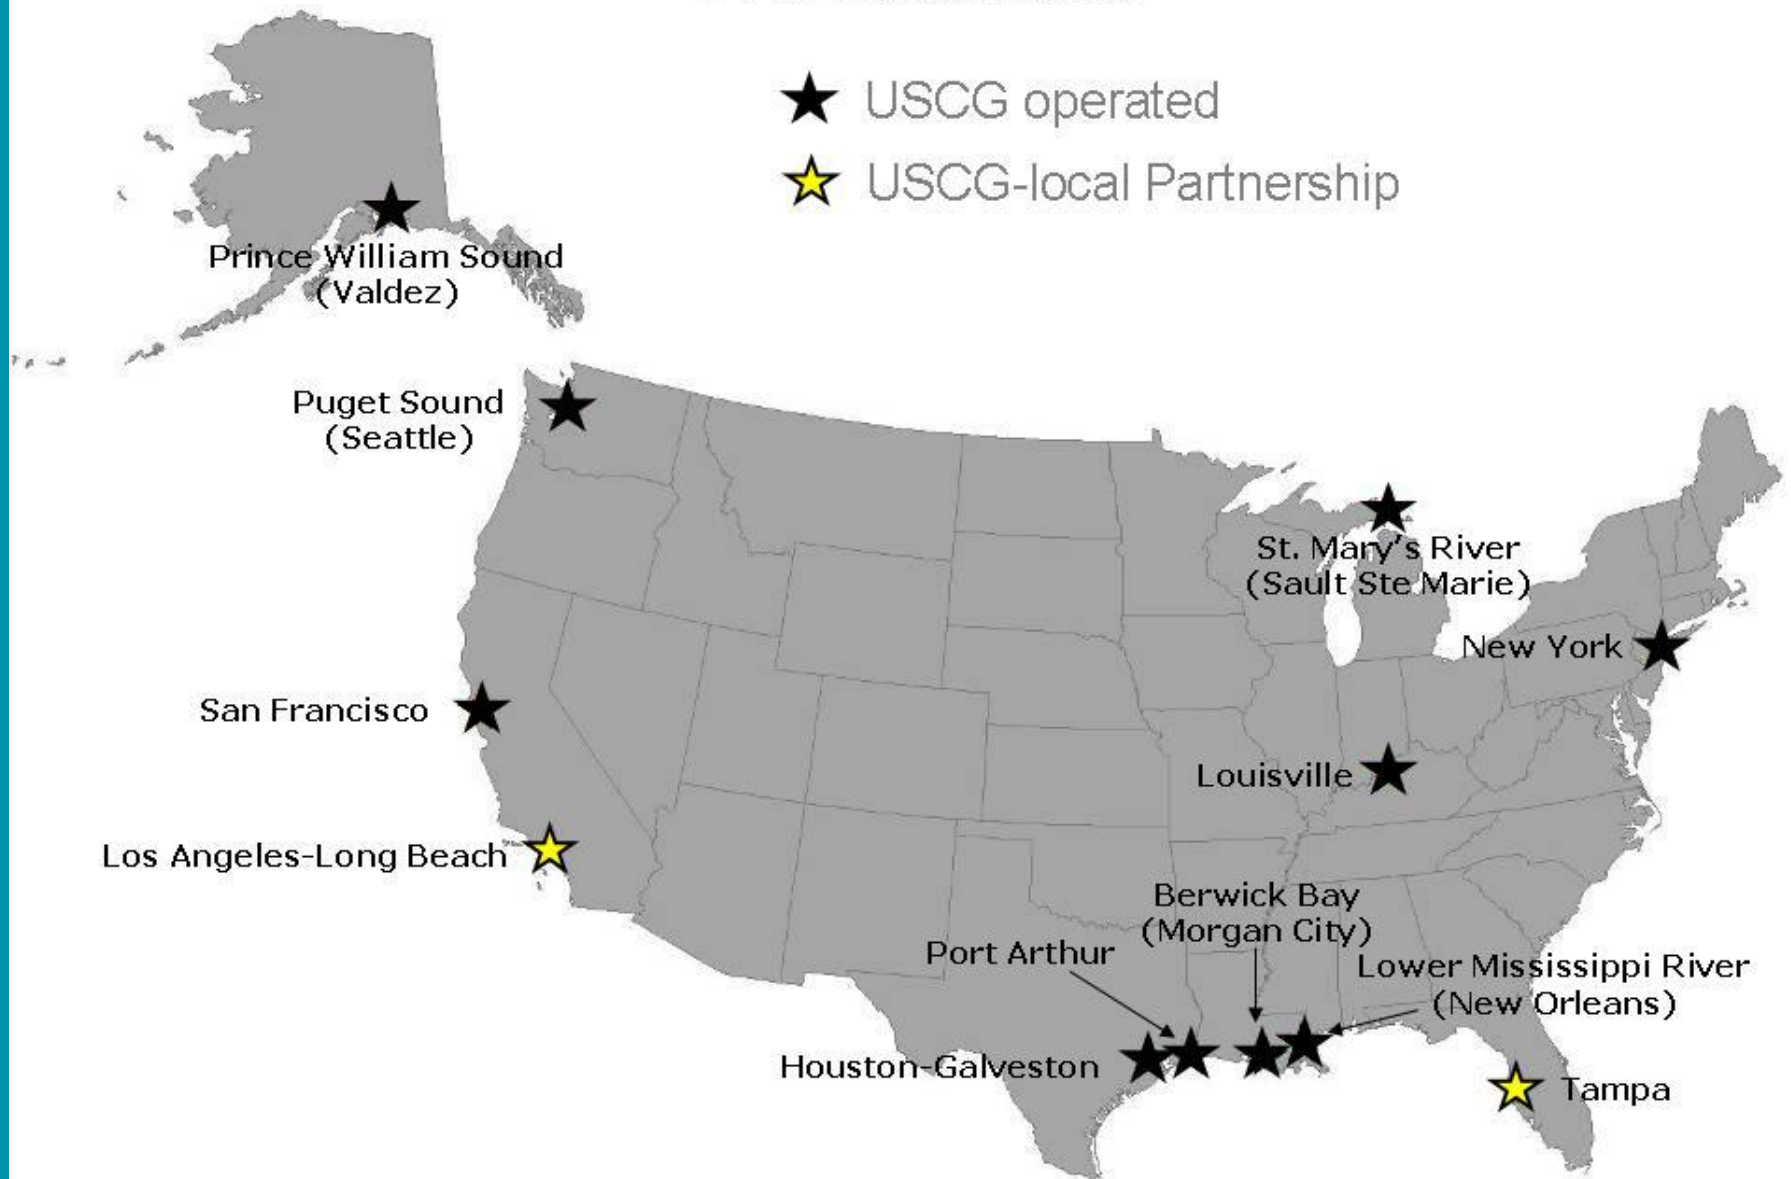 USCG operated
USCG-local Partnership
Prince William Sound
(Valdez)
Puget Sound
(Seattle)
St. Mary's River
(Sault Ste Marie)
New York
San Francisco
Louisville
Los Angeles-Long Beach
Berwick Bay
(Morgan City)
Port Arthur
Lower Mississippi River
(New Orleans)
Houston-Galveston
Tampa